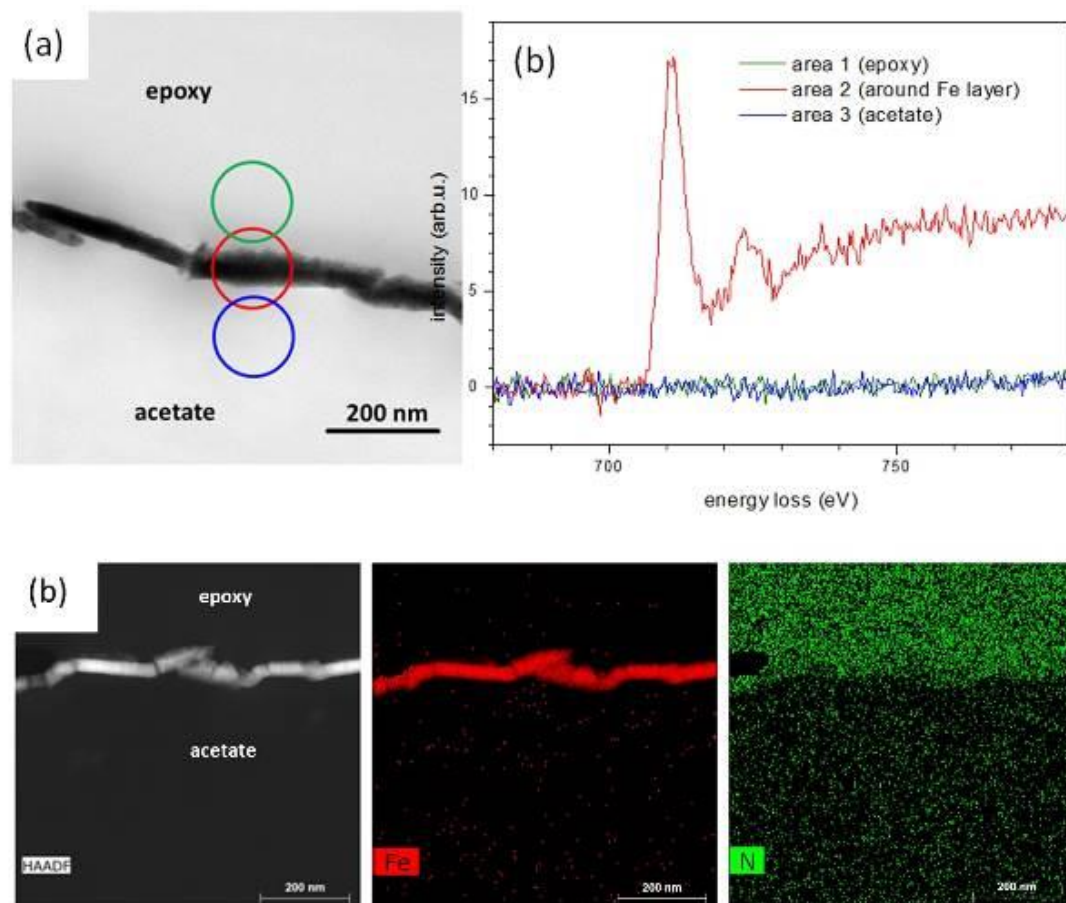 (a)
epoxy
acetate
200 nm
(b)
area 1 (epoxy)
area 2 (around Fe layer)
area 3 (acetate)
intensity (arb.u.)
15
10
5
0
700
750
energy loss (eV)
(b)
epoxy
acetate
HAADF
200 nm
Fe
200 nm
N
200 nm